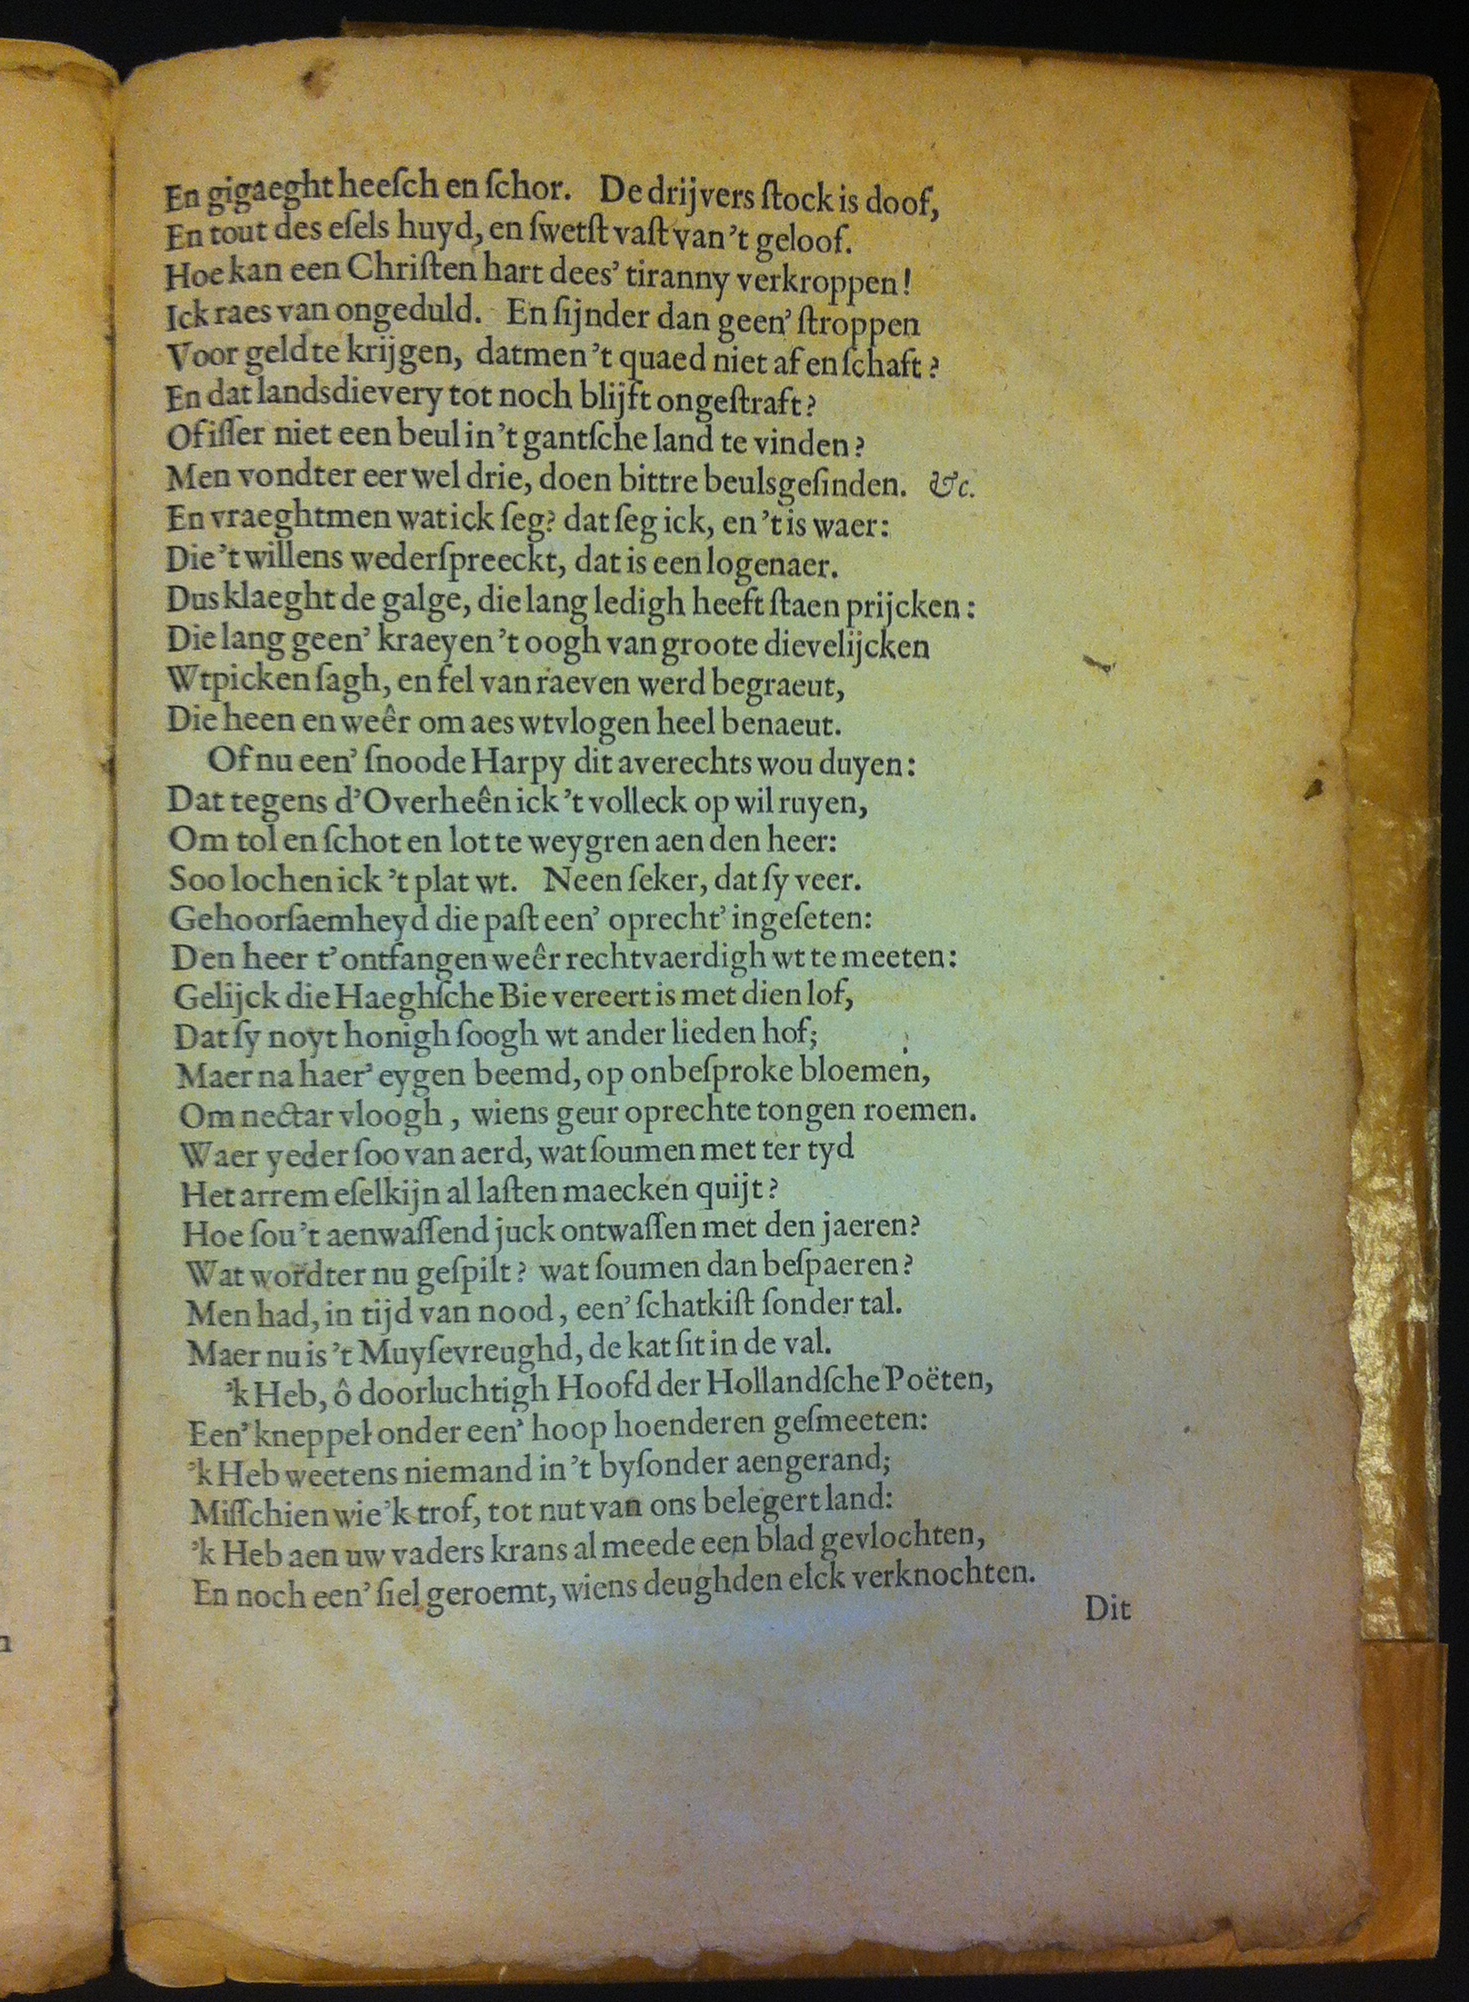 En gigaeght heeſch en ſchor. De drijvers ſtock is doof,
En tout des eſels huyd, en ſwetſt vaſt van 't geloof.
Hoe kan een Chriſten hart dees' tiranny verkroppen!
Ick raes van ongeduld. En ſijnder dan geen' ſtroppen
Voor geld te krijgen, datmen 't quaed niet af en ſchaft?
En dat landsdievery tot noch blijft ongeſtraft?
Of iſſer niet een beul in 't gantſche land te vinden?
Men vondter eer wel drie, doen bittre beulsgeſinden. &c.
En vraeghtmen wat ick ſeg? dat ſeg ick, en 't is waer:
Die 't willens wederſpreeckt, dat is een logenaer.
Dus klaeght de galge, die lang ledigh heeft ſtaen prijcken:
Die lang geen' kraeyen 't oogh van groote dievelijcken
Wtpicken ſagh, en fel van raeven werd begraeut,
Die heen en weêr om aes wtvlogen heel benaeut.
Of nu een' ſnoode Harpy dit averechts wou duyen:
Dat tegens d'Overheên ick 't volleck op wil ruyen,
Om tol en ſchot en lot te weygren aen den heer:
Soo lochen ick 't plat wt. Neen ſeker, dat ſy veer.
Gehoorſaemheyd die paſt een' oprecht' ingeſeten:
Den heer t'ontfangen weêr rechtvaerdigh wt te meeten:
Gelijck die Haeghſche Bie vereert is met dien lof,
Dat ſy noyt honigh ſoogh wt ander lieden hof;
Maer na haer' eygen beemd, op onbeſproke bloemen,
Om nectar vloogh, wiens geur oprechte tongen roemen.
Waer yeder ſoo van aerd, wat ſoumen met ter tyd
Het arrem eſelkijn al laſten maecken quijt?
Hoe ſou 't aenwaſſend juck ontwaſſen met den jaeren?
Wat wordter nu geſpilt? wat ſoumen dan beſpaeren?
Men had, in tijd van nood, een' ſchatkiſt ſonder tal.
Maer nu is 't Muyſevreughd, de kat ſit in de val.
'k Heb, ô doorluchtigh Hoofd der Hollandſche Poëten,
Een' kneppel onder een' hoop hoenderen geſmeeten:
'k Heb weetens niemand in 't byſonder aengerand;
Miſſchien wie 'k trof, tot nut van ons belegert land:
'k Heb aen uw vaders krans al meede een blad gevlochten,
En noch een' ſiel geroemt, wiens deughden elck verknochten.
Dit